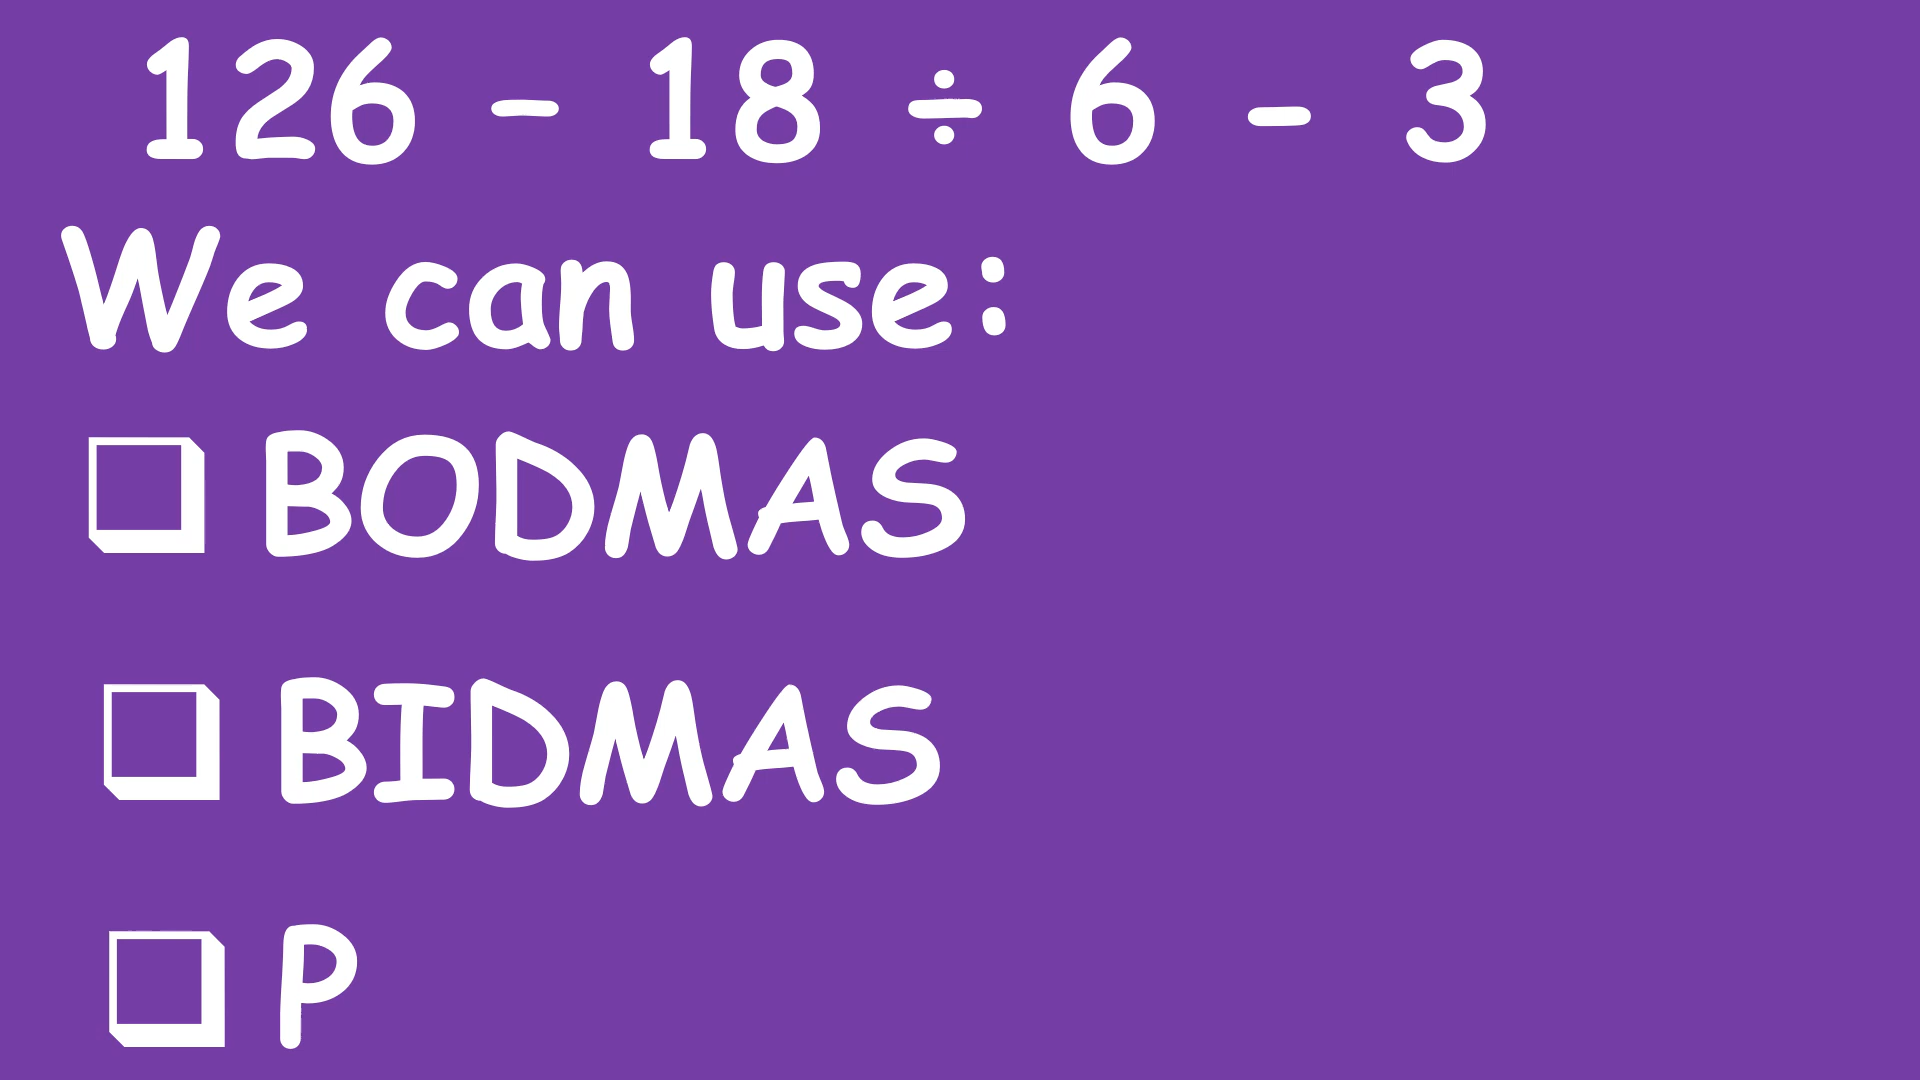 126 – 18 ÷ 6 - 3
We can use:
❑ BODMAS
❑ BIDMAS
❑ P